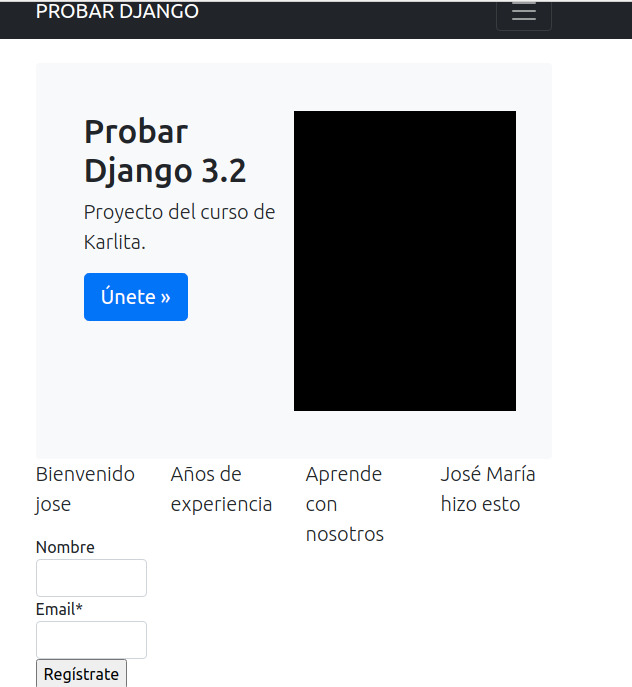 PROBAR DJANGO
Probar
Django 3.2
Proyecto del curso de
Karlita.
Únete »
Bienvenido
jose
Años de
experiencia
Aprende
con
nosotros
José María
hizo esto
Nombre
Email*
Regístrate